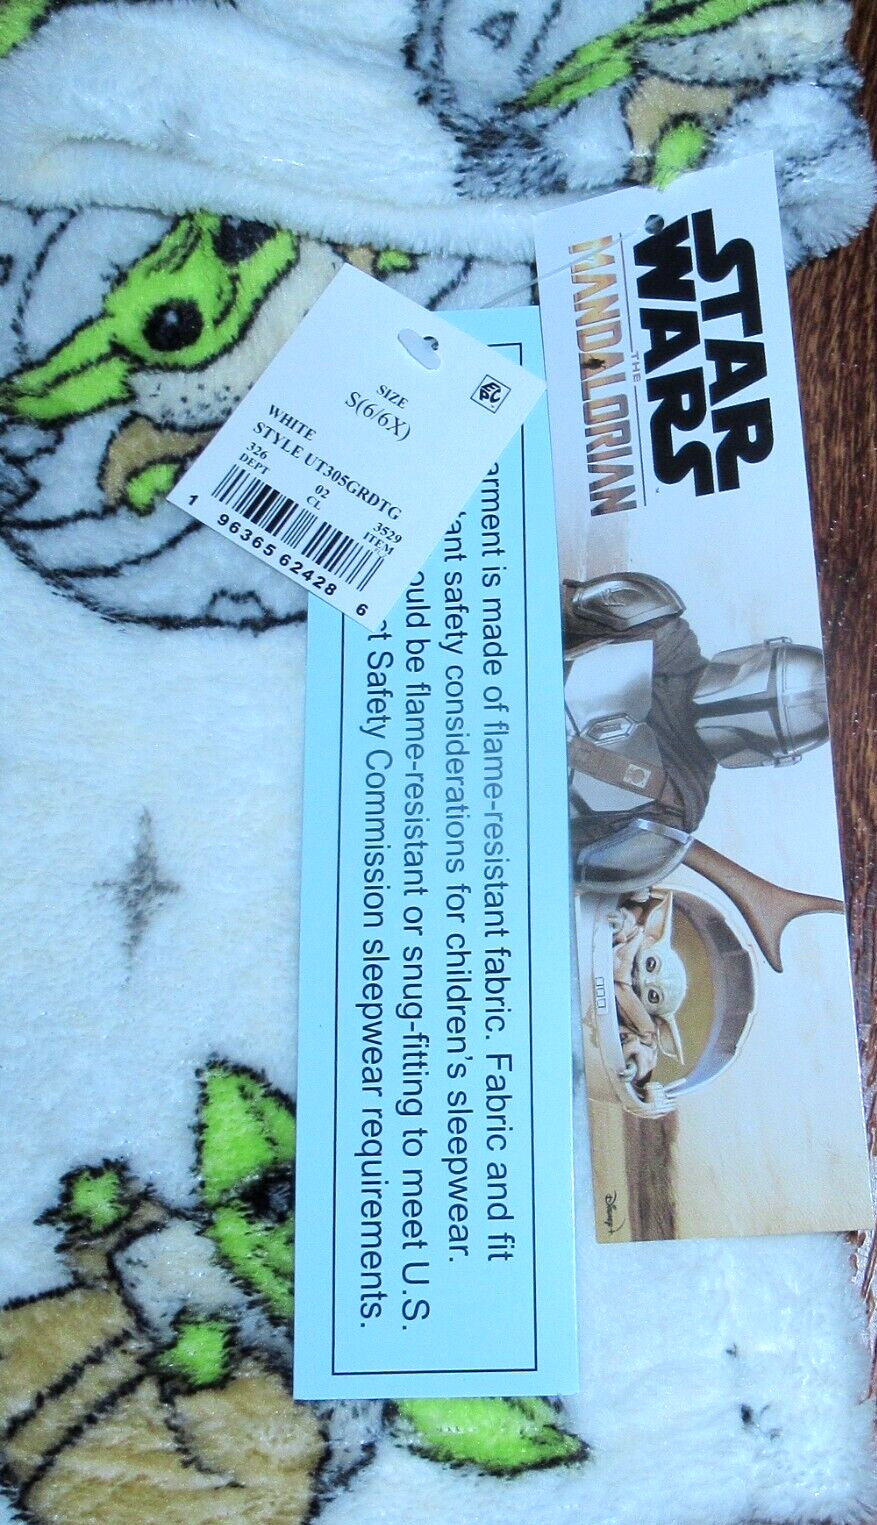 STAR
WARS
THE
MANDALORIAN
Disney+
SIZE
S(6/6X)
WHITE
STYLE UT305GRDTG
326 02 3529
DEPT CL ITEM
1 96365 62428 6
arment is made of flame-resistant fabric. Fabric and fit
ant safety considerations for children's sleepwear.
ould be flame-resistant or snug-fitting to meet U.S.
Safety Commission sleepwear requirements.